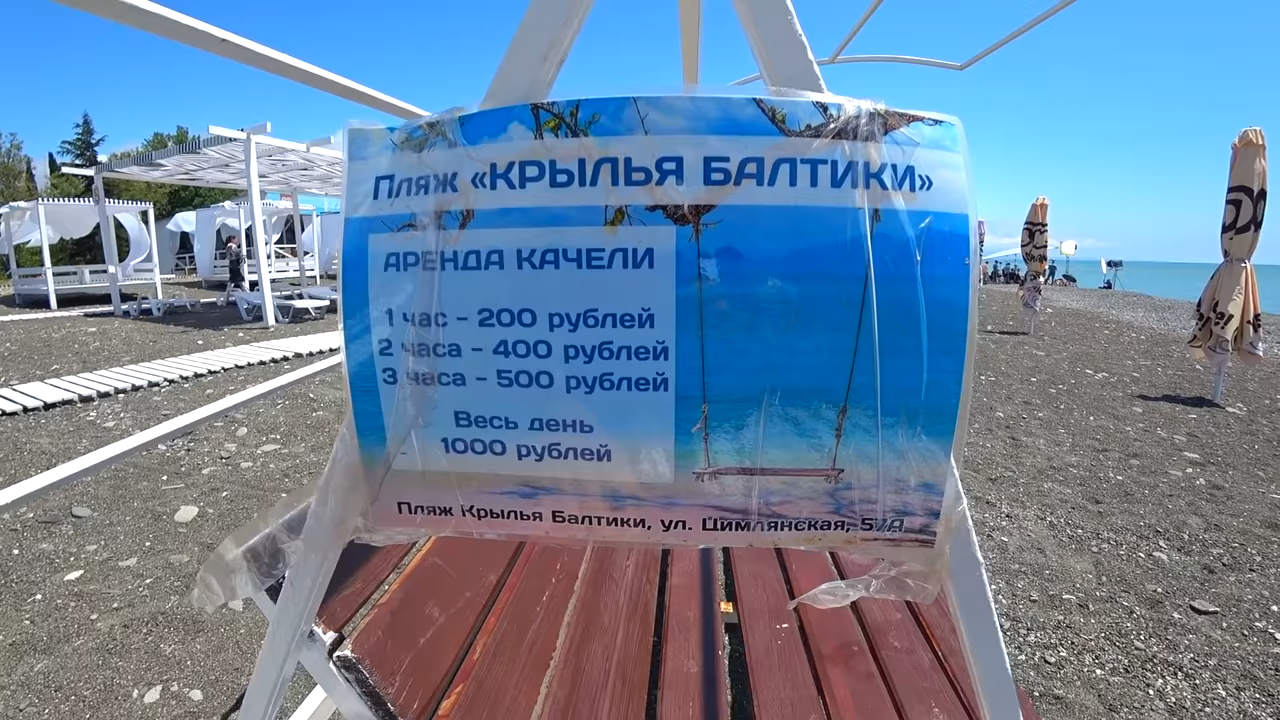 Пляж «КРЫЛЬЯ БАЛТИКИ»
АРЕНДА КАЧЕЛИ
1 час - 200 рублей
2 часа - 400 рублей
3 часа - 500 рублей
Весь день
- 1000 рублей
Пляж Крылья Балтики, ул. Цимлянская, 57А